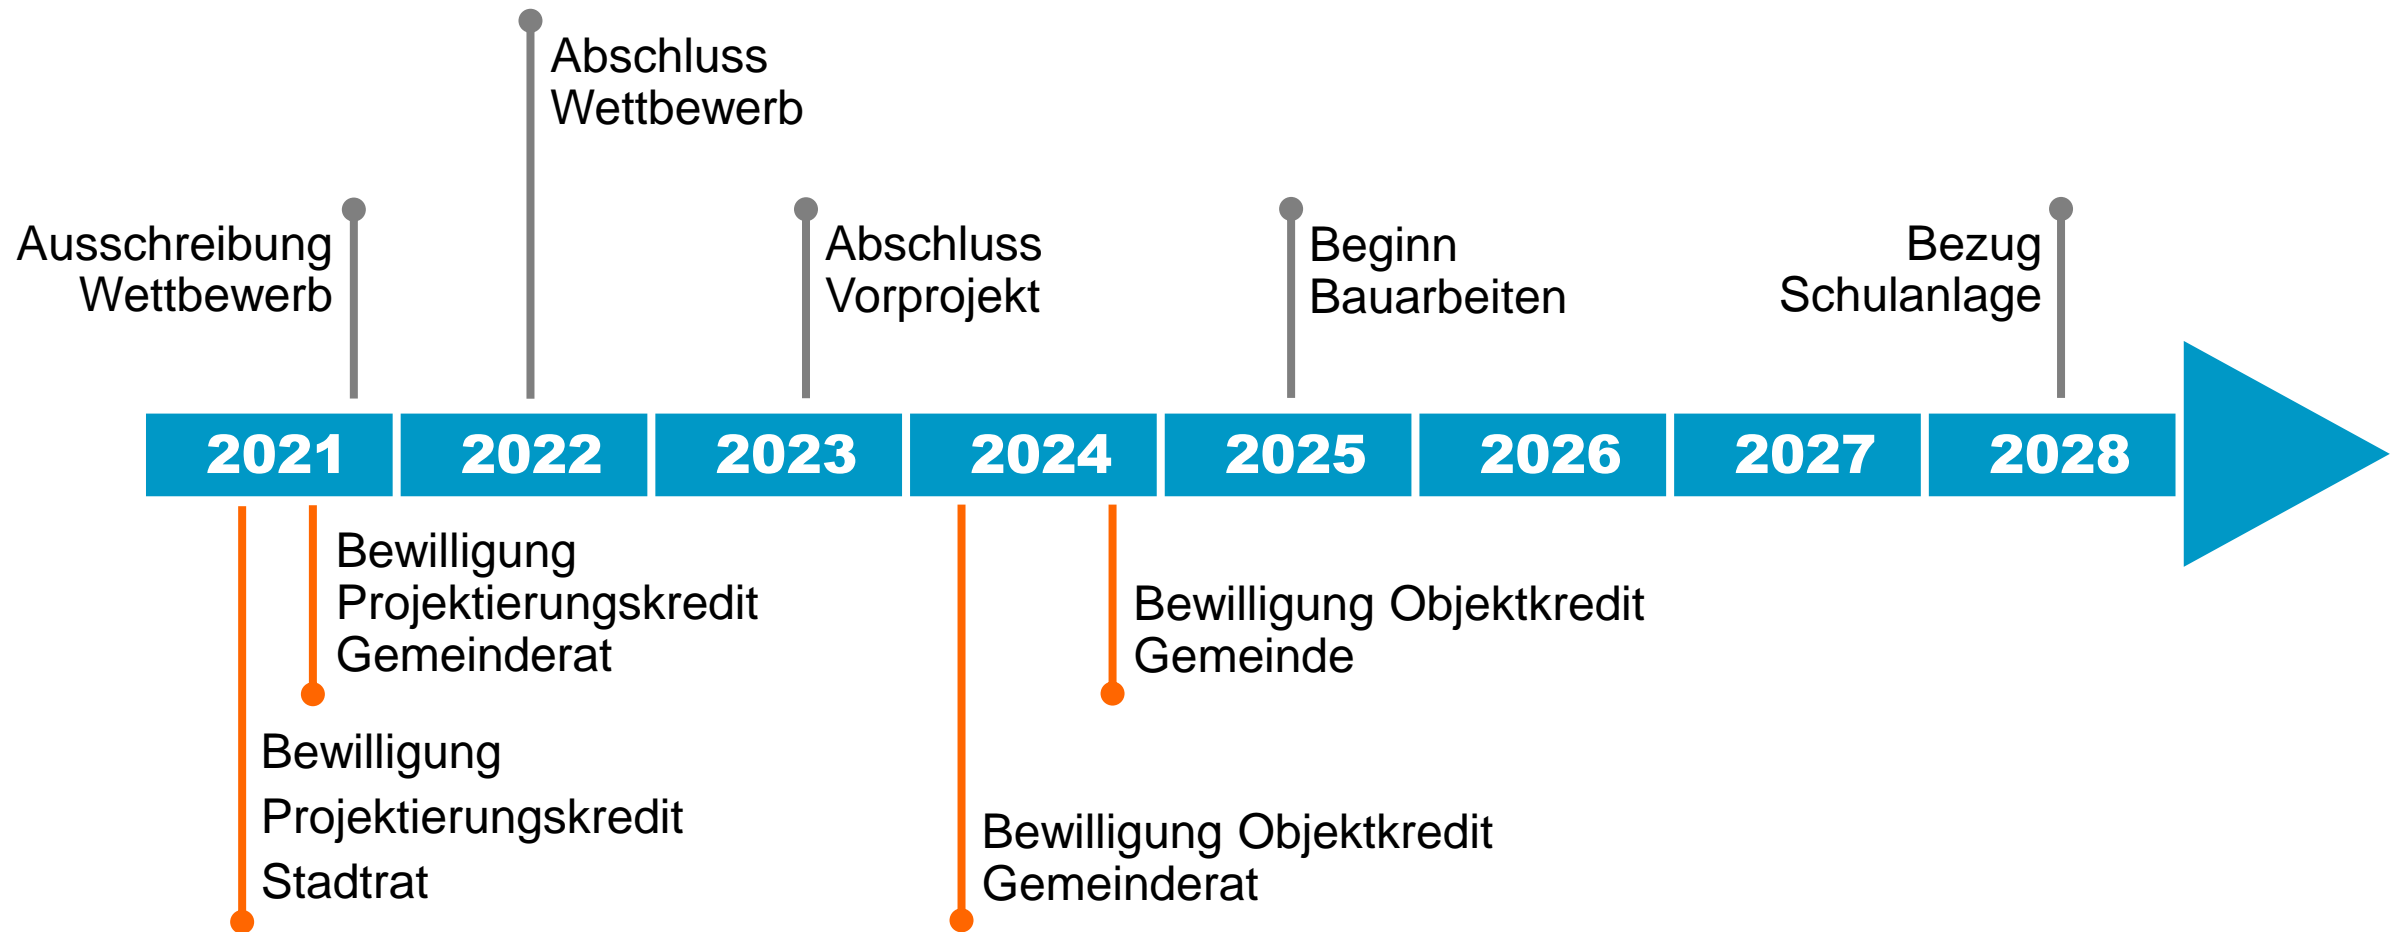 Abschluss
Wettbewerb
Ausschreibung
Wettbewerb
Abschluss
Vorprojekt
Beginn
Bauarbeiten
Bezug
Schulanlage
2021
2022
2023
2024
2025
2026
2027
2028
Bewilligung
Projektierungskredit
Gemeinderat
Bewilligung Objektkredit
Gemeinde
Bewilligung
Projektierungskredit
Stadtrat
Bewilligung Objektkredit
Gemeinderat